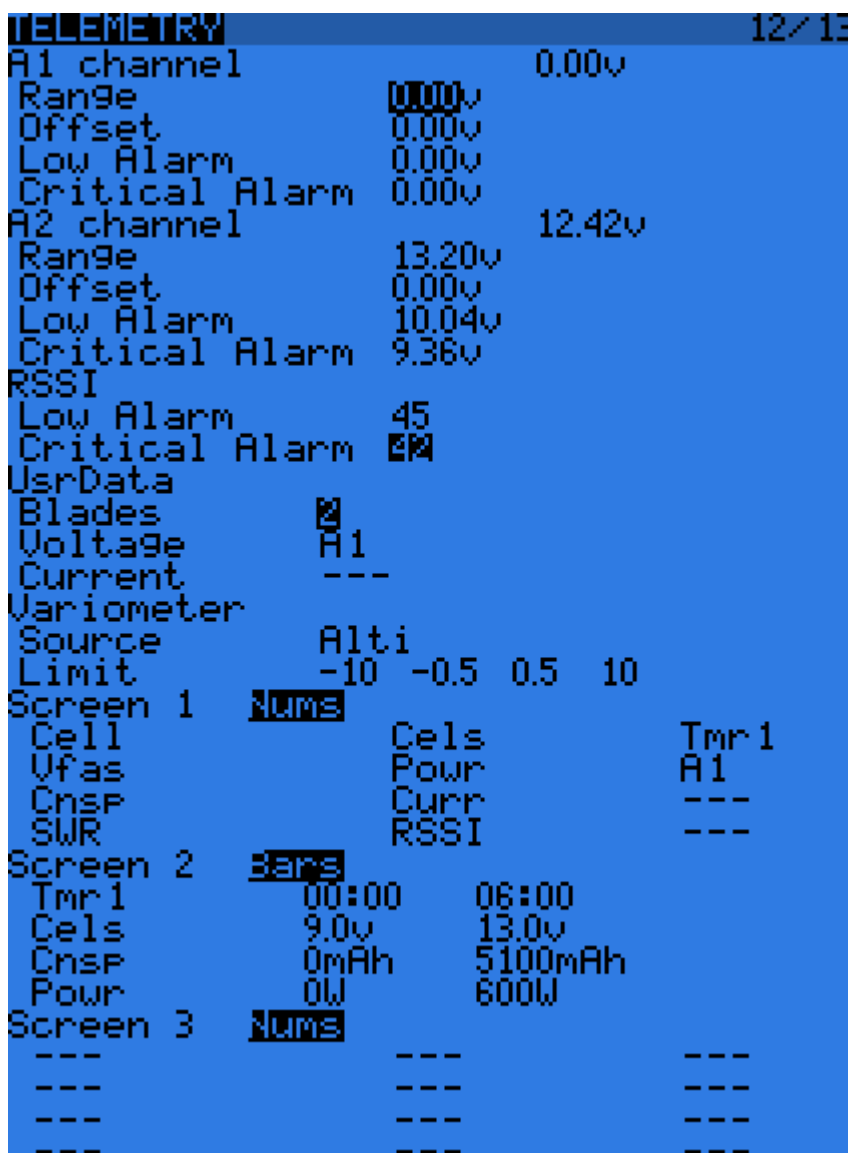 TELEMETRY 12/13
A1 channel 0.00v
Range 0.00v
Offset 0.00v
Low Alarm 0.00v
Critical Alarm 0.00v
A2 channel 12.42v
Range 13.20v
Offset 0.00v
Low Alarm 10.04v
Critical Alarm 9.36v
RSSI
Low Alarm 45
Critical Alarm 42
UsrData
Blades 2
Voltage A1
Current ---
Variometer
Source Alti
Limit -10 -0.5 0.5 10
Screen 1 Nums
Cell Cels Tmr1
Vfas Powr A1
Cnsp Curr ---
SWR RSSI ---
Screen 2 Bars
Tmr1 00:00 06:00
Cels 9.0v 13.0v
Cnsp 0mAh 5100mAh
Powr 0W 600W
Screen 3 Nums
--- --- ---
--- --- ---
--- --- ---
--- --- ---